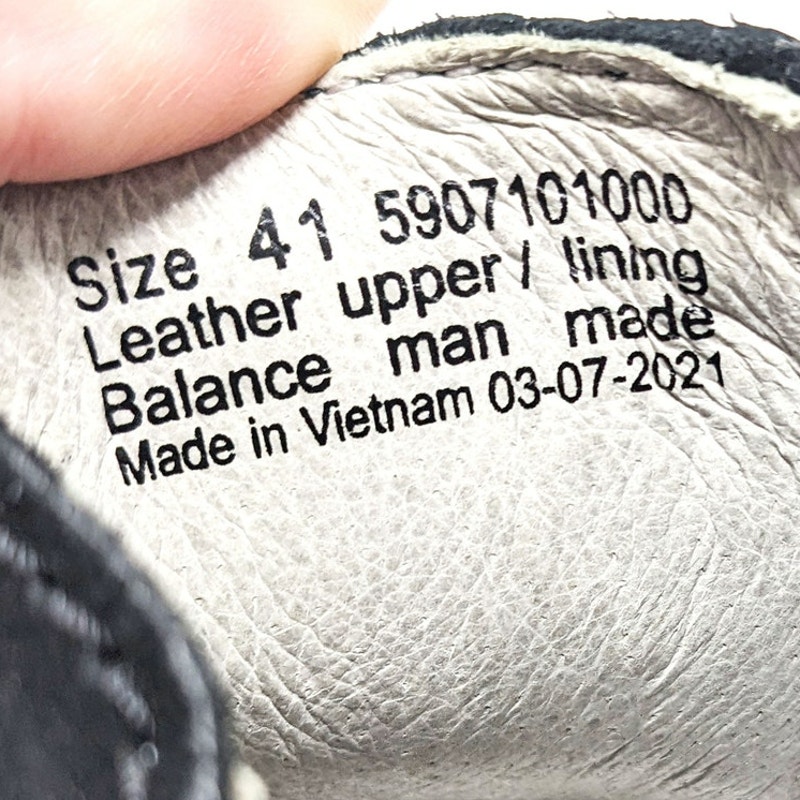 Size 41 5907101000
Leather upper/ lining
Balance man made
Made in Vietnam 03-07-2021